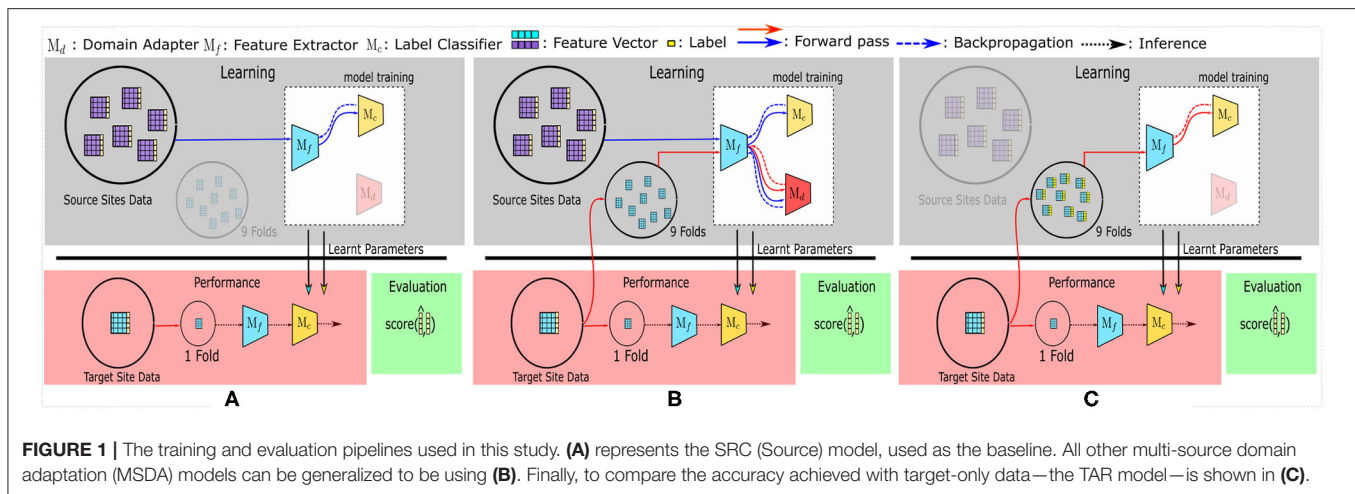 M_d : Domain Adapter M_f: Feature Extractor M_c: Label Classifier : Feature Vector : Label : Forward pass : Backpropagation : Inference
Learning
model training
M_c
M_f
M_d
Source Sites Data
9 Folds
Learnt Parameters
Performance
M_f
M_c
1 Fold
Target Site Data
Evaluation
score(ŷ,y)
A
Learning
model training
M_c
M_f
M_d
Source Sites Data
9 Folds
Learnt Parameters
Performance
M_f
M_c
1 Fold
Target Site Data
Evaluation
score(ŷ,y)
B
Learning
model training
M_c
M_f
M_d
Source Sites Data
9 Folds
Learnt Parameters
Performance
M_f
M_c
1 Fold
Target Site Data
Evaluation
score(ŷ,y)
C
FIGURE 1 | The training and evaluation pipelines used in this study. (A) represents the SRC (Source) model, used as the baseline. All other multi-source domain
adaptation (MSDA) models can be generalized to be using (B). Finally, to compare the accuracy achieved with target-only data—the TAR model—is shown in (C).